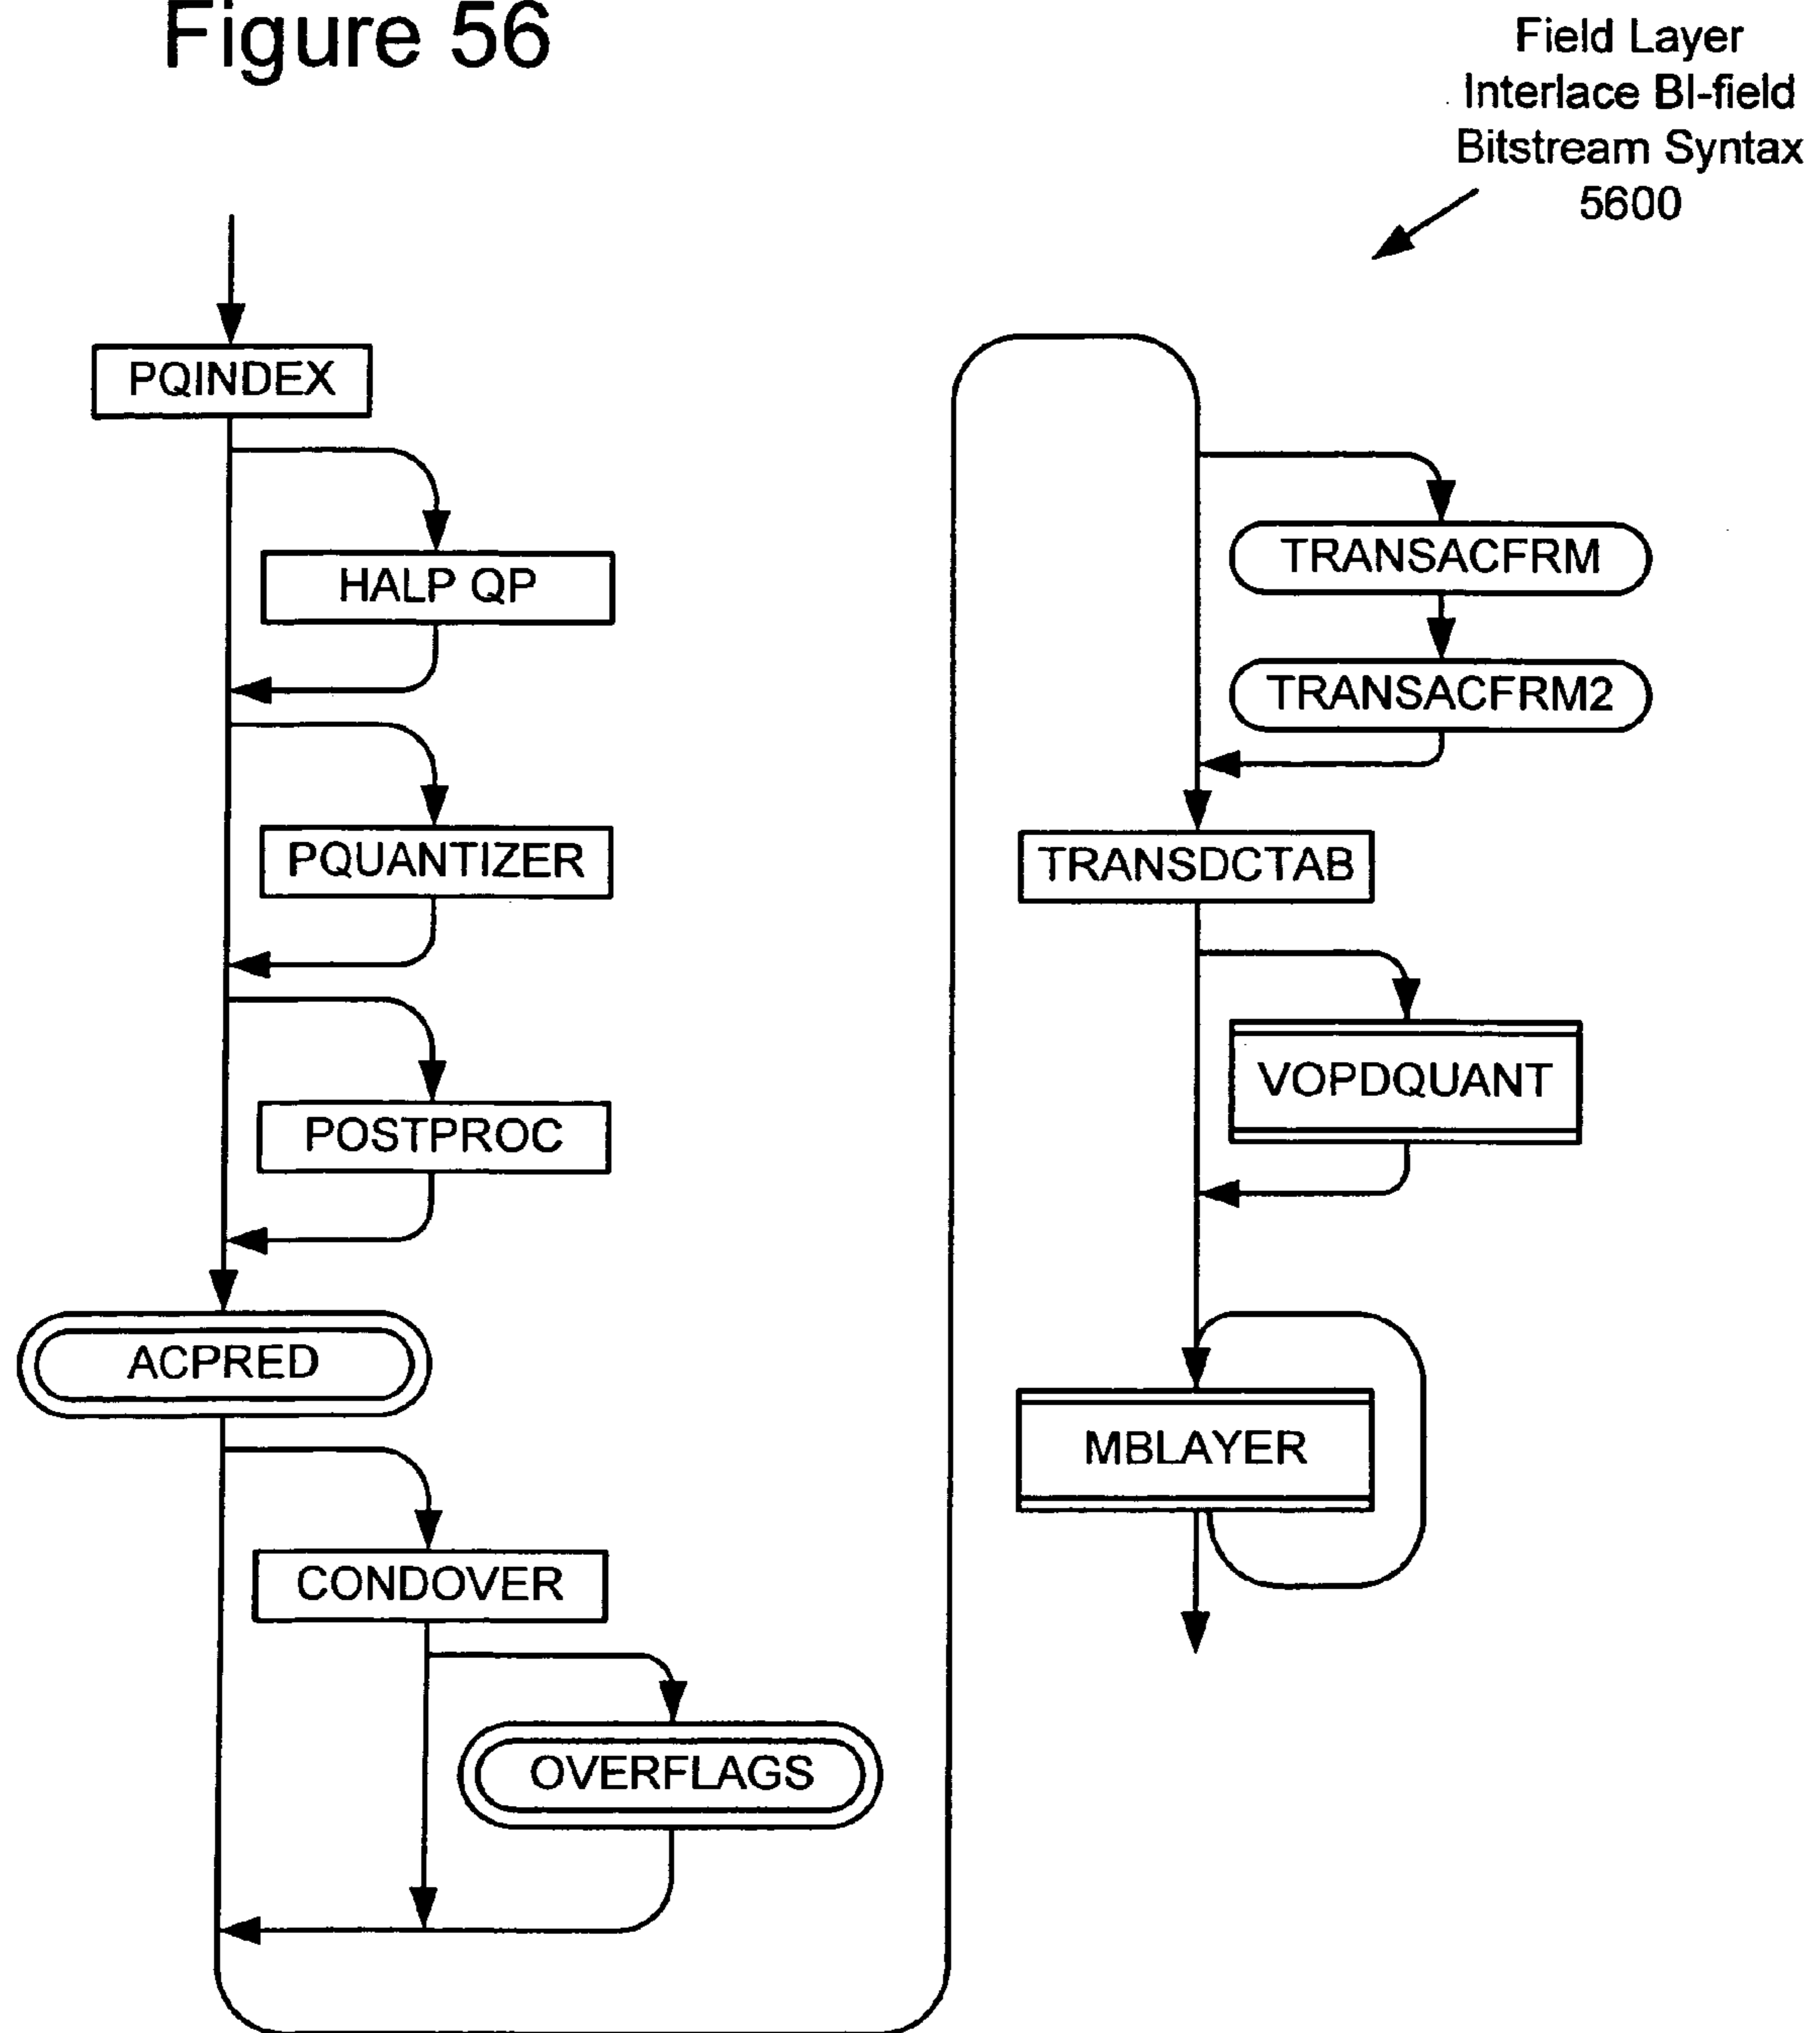 Figure 56
Field Layer
Interlace BI-field
Bitstream Syntax
5600
PQINDEX
HALP QP
PQUANTIZER
POSTPROC
ACPRED
CONDOVER
OVERFLAGS
TRANSACFRM
TRANSACFRM2
TRANSDCTAB
VOPDQUANT
MBLAYER